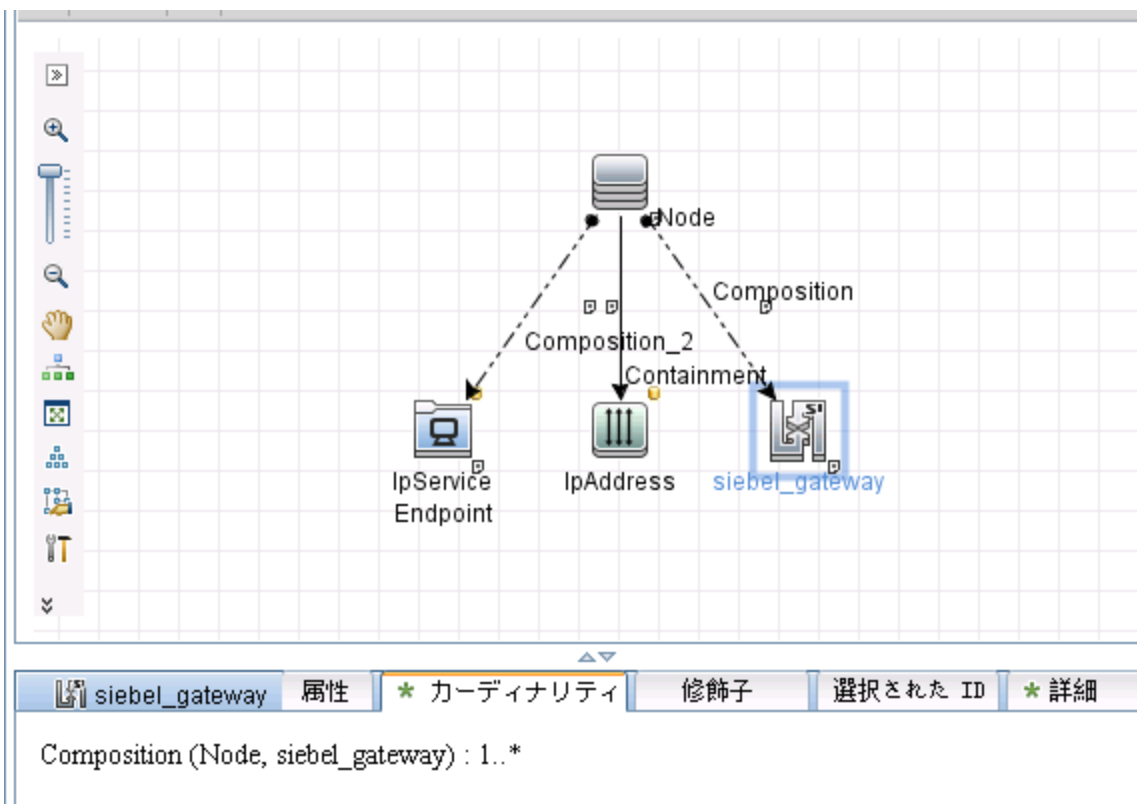 Node
Composition
Composition_2
Containment
IpService
Endpoint
IpAddress
siebel_gateway
siebel_gateway 属性 * カーディナリティ 修飾子 選択された ID * 詳細
Composition (Node, siebel_gateway) : 1..*